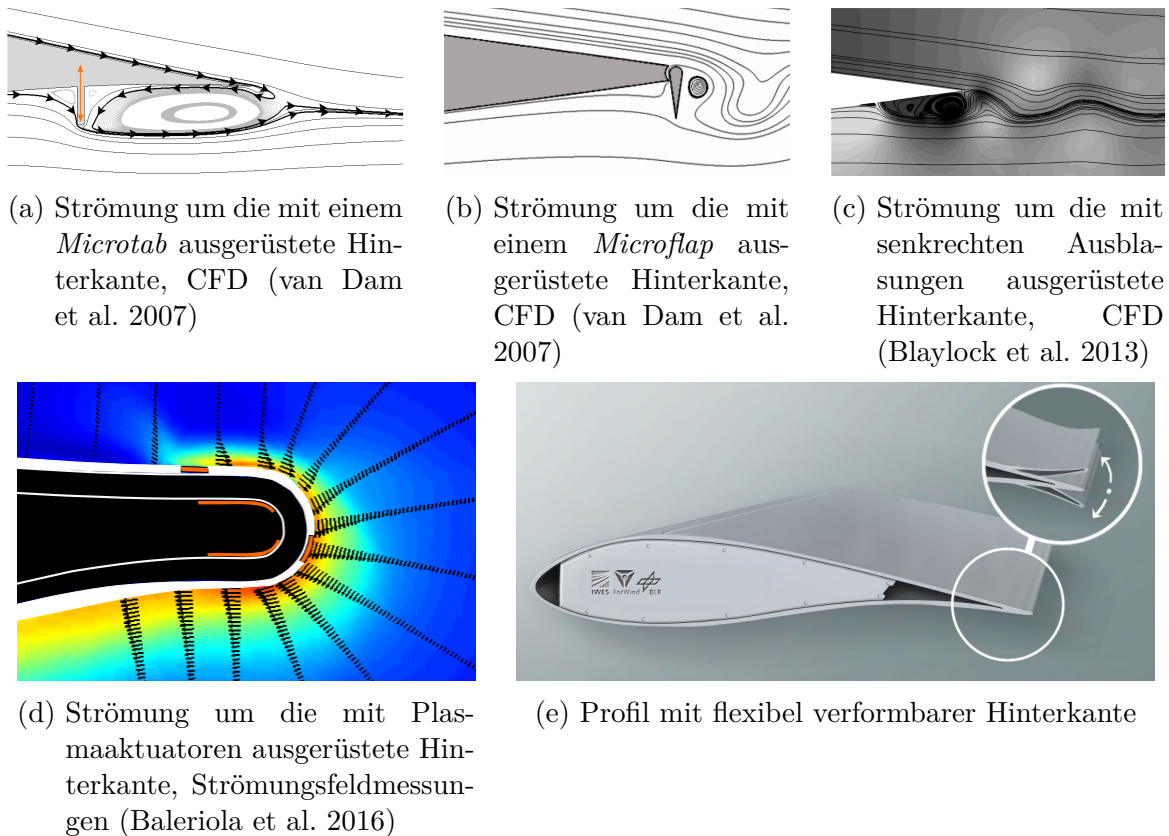 (a) Strömung um die mit einem
Microtab ausgerüstete Hin-
terkante, CFD (van Dam
et al. 2007)
(b) Strömung um die mit
einem Microflap aus-
gerüstete Hinterkante,
CFD (van Dam et al.
2007)
(c) Strömung um die mit
senkrechten Ausbla-
sungen ausgerüstete
Hinterkante, CFD
(Blaylock et al. 2013)
IWES ForWind DLR
(d) Strömung um die mit Plas-
maaktuatoren ausgerüstete Hin-
terkante, Strömungsfeldmessun-
gen (Baleriola et al. 2016)
(e) Profil mit flexibel verformbarer Hinterkante